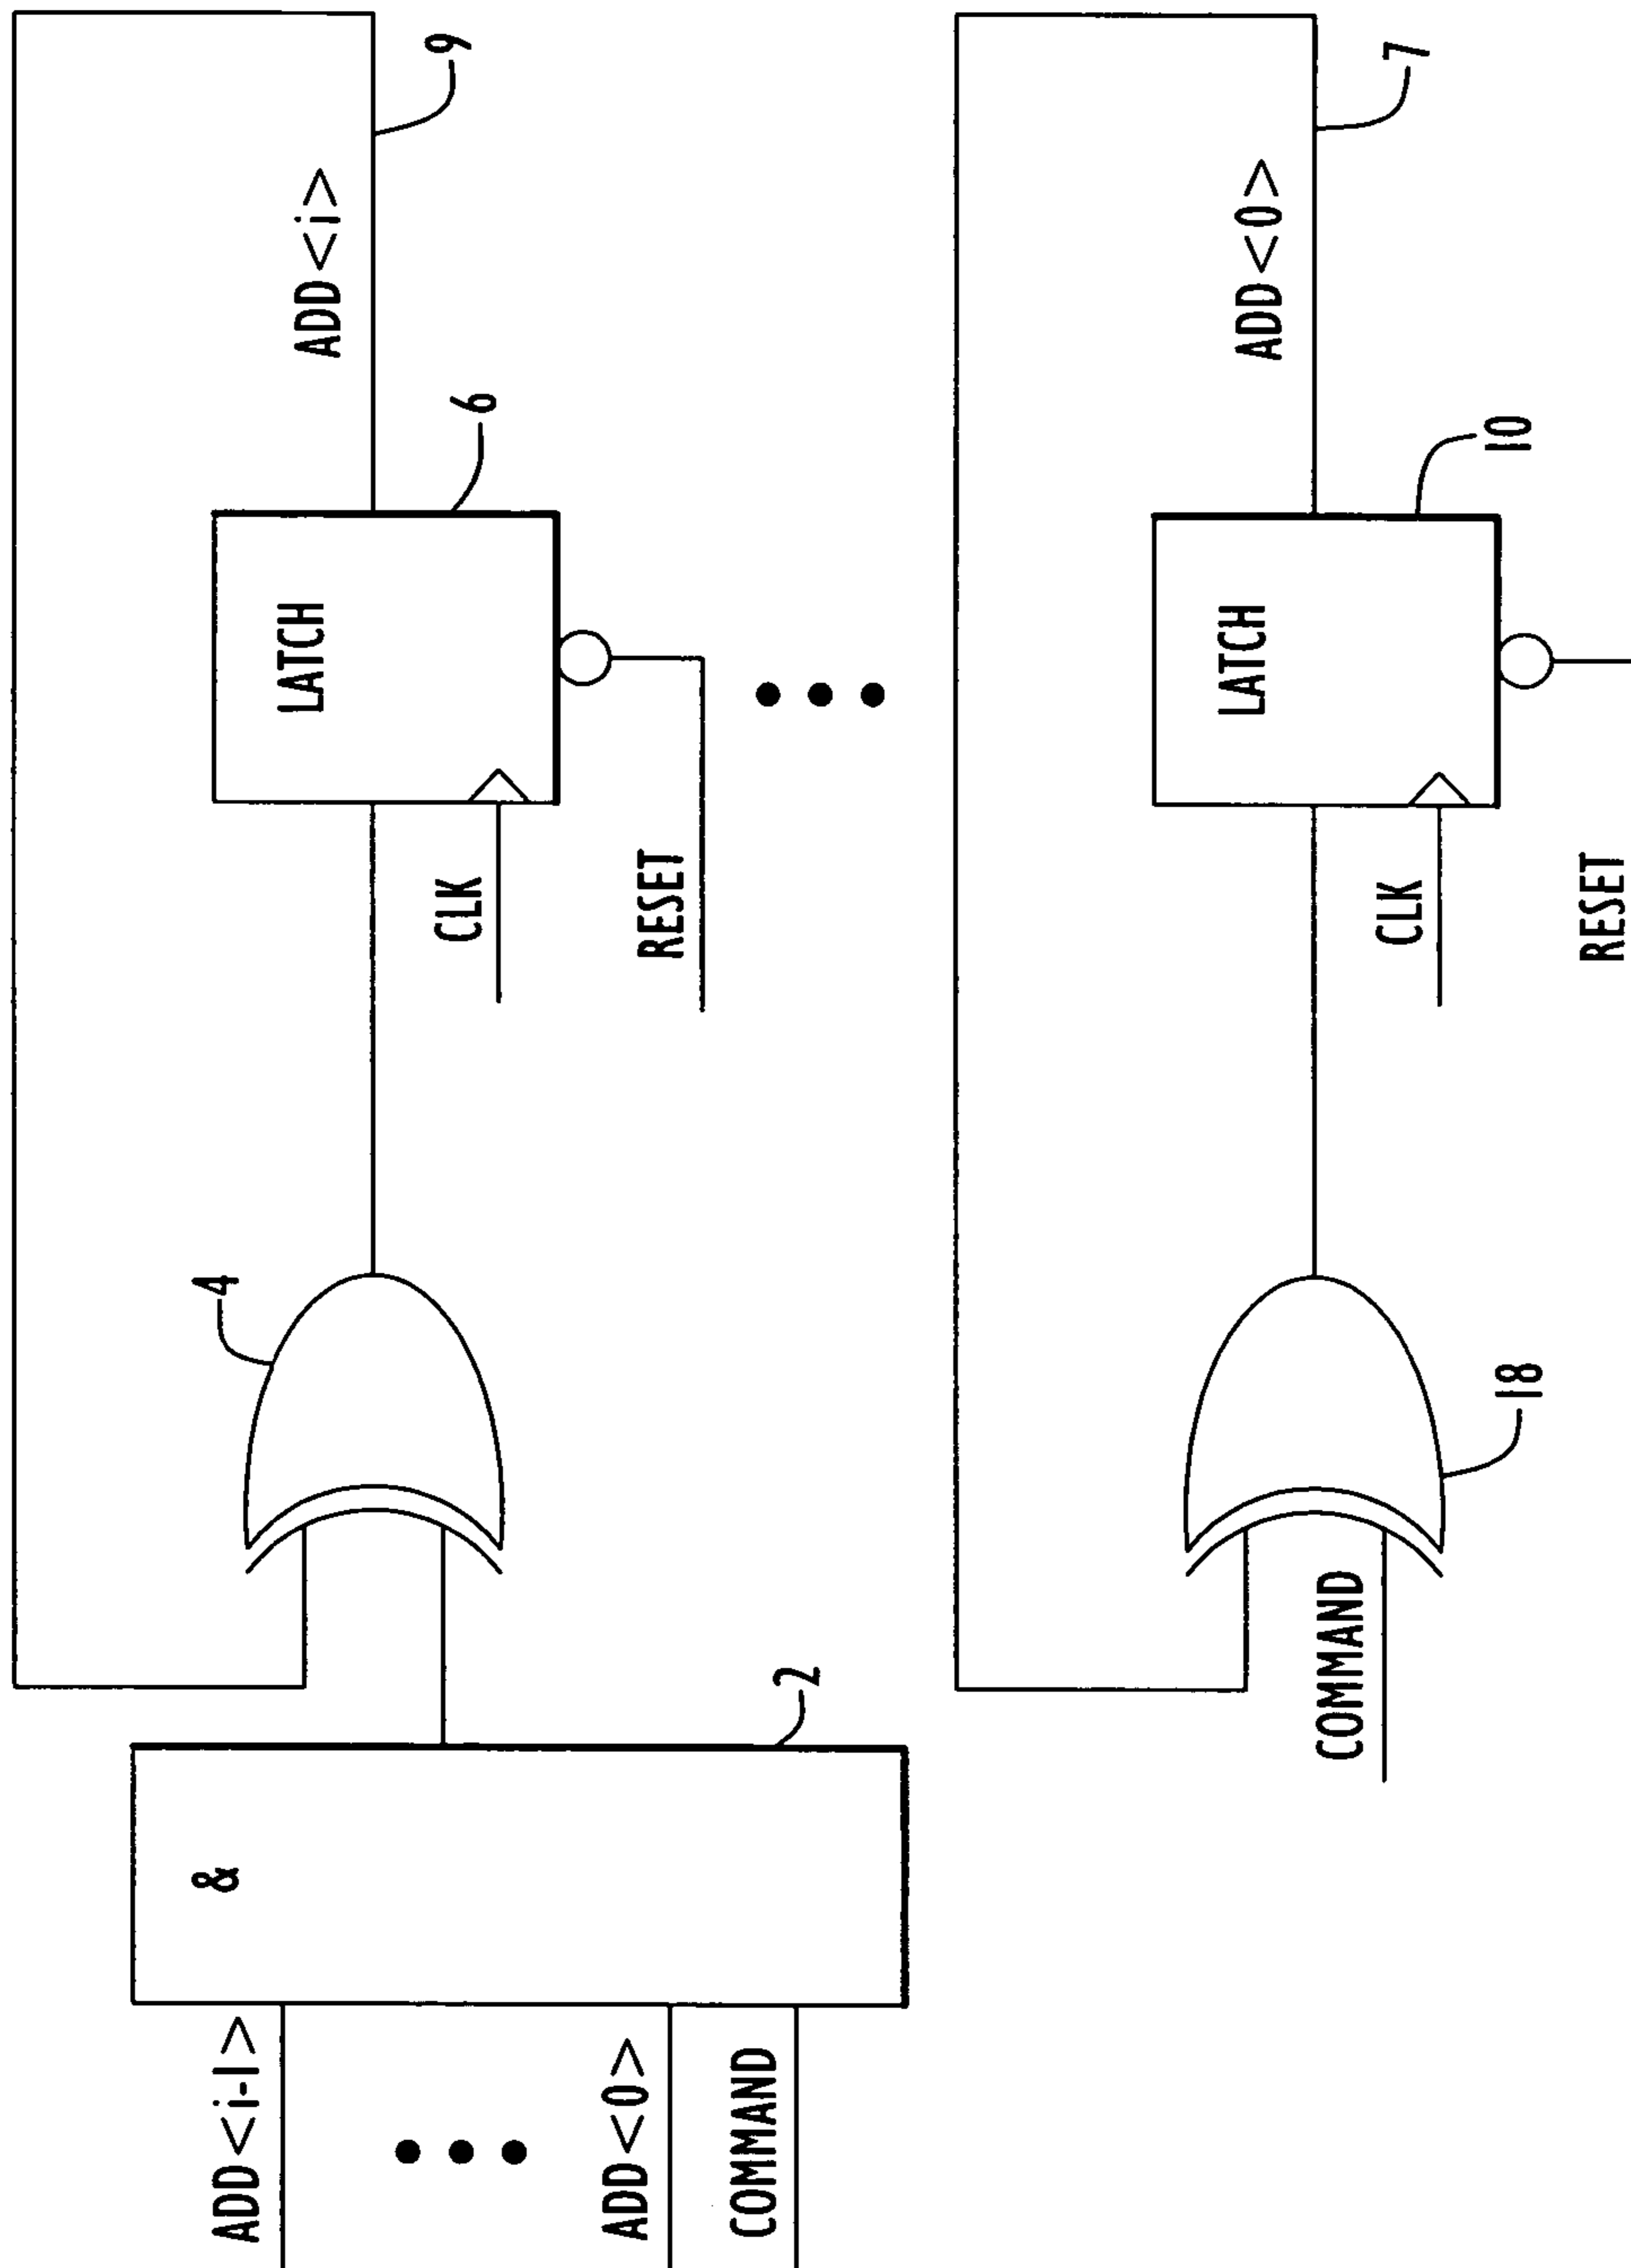 9
ADD<i>
6
LATCH
CLK
RESET
4
2
&
ADD<i-1>
ADD<0>
COMMAND
7
ADD<0>
10
LATCH
CLK
RESET
18
COMMAND